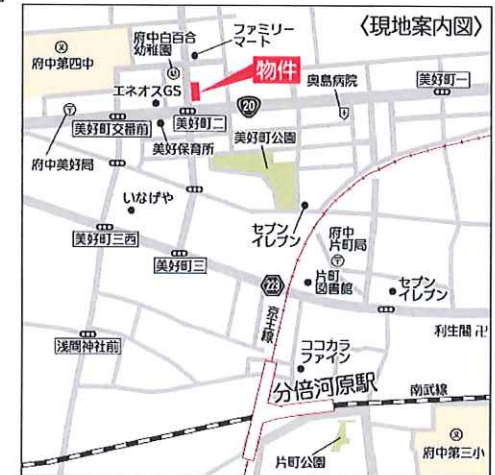 〈現地案内図〉
府中第四中
府中白百合
幼稚園
ファミリー
マート
物件
エネオスGS
20
奥島病院
美好町一
美好町交番前
美好町二
府中美好局
美好保育所
美好町公園
いなげや
セブン
イレブン
府中
片町局
美好町三西
美好町三
229
片町
図書館
セブン
イレブン
京王線
利生閣
浅間神社前
ココカラ
ファイン
分倍河原駅
南武線
片町公園
府中第三小